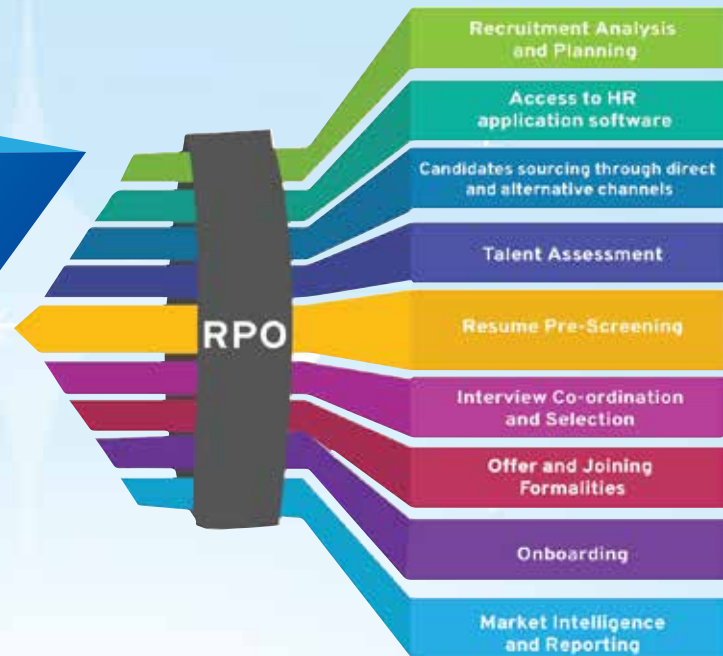 Recruitment Analysis
and Planning
Access to HR
application software
Candidates sourcing through direct
and alternative channels
Talent Assessment
RPO
Resume Pre-Screening
Interview Co-ordination
and Selection
Offer and Joining
Formalities
Onboarding
Market Intelligence
and Reporting